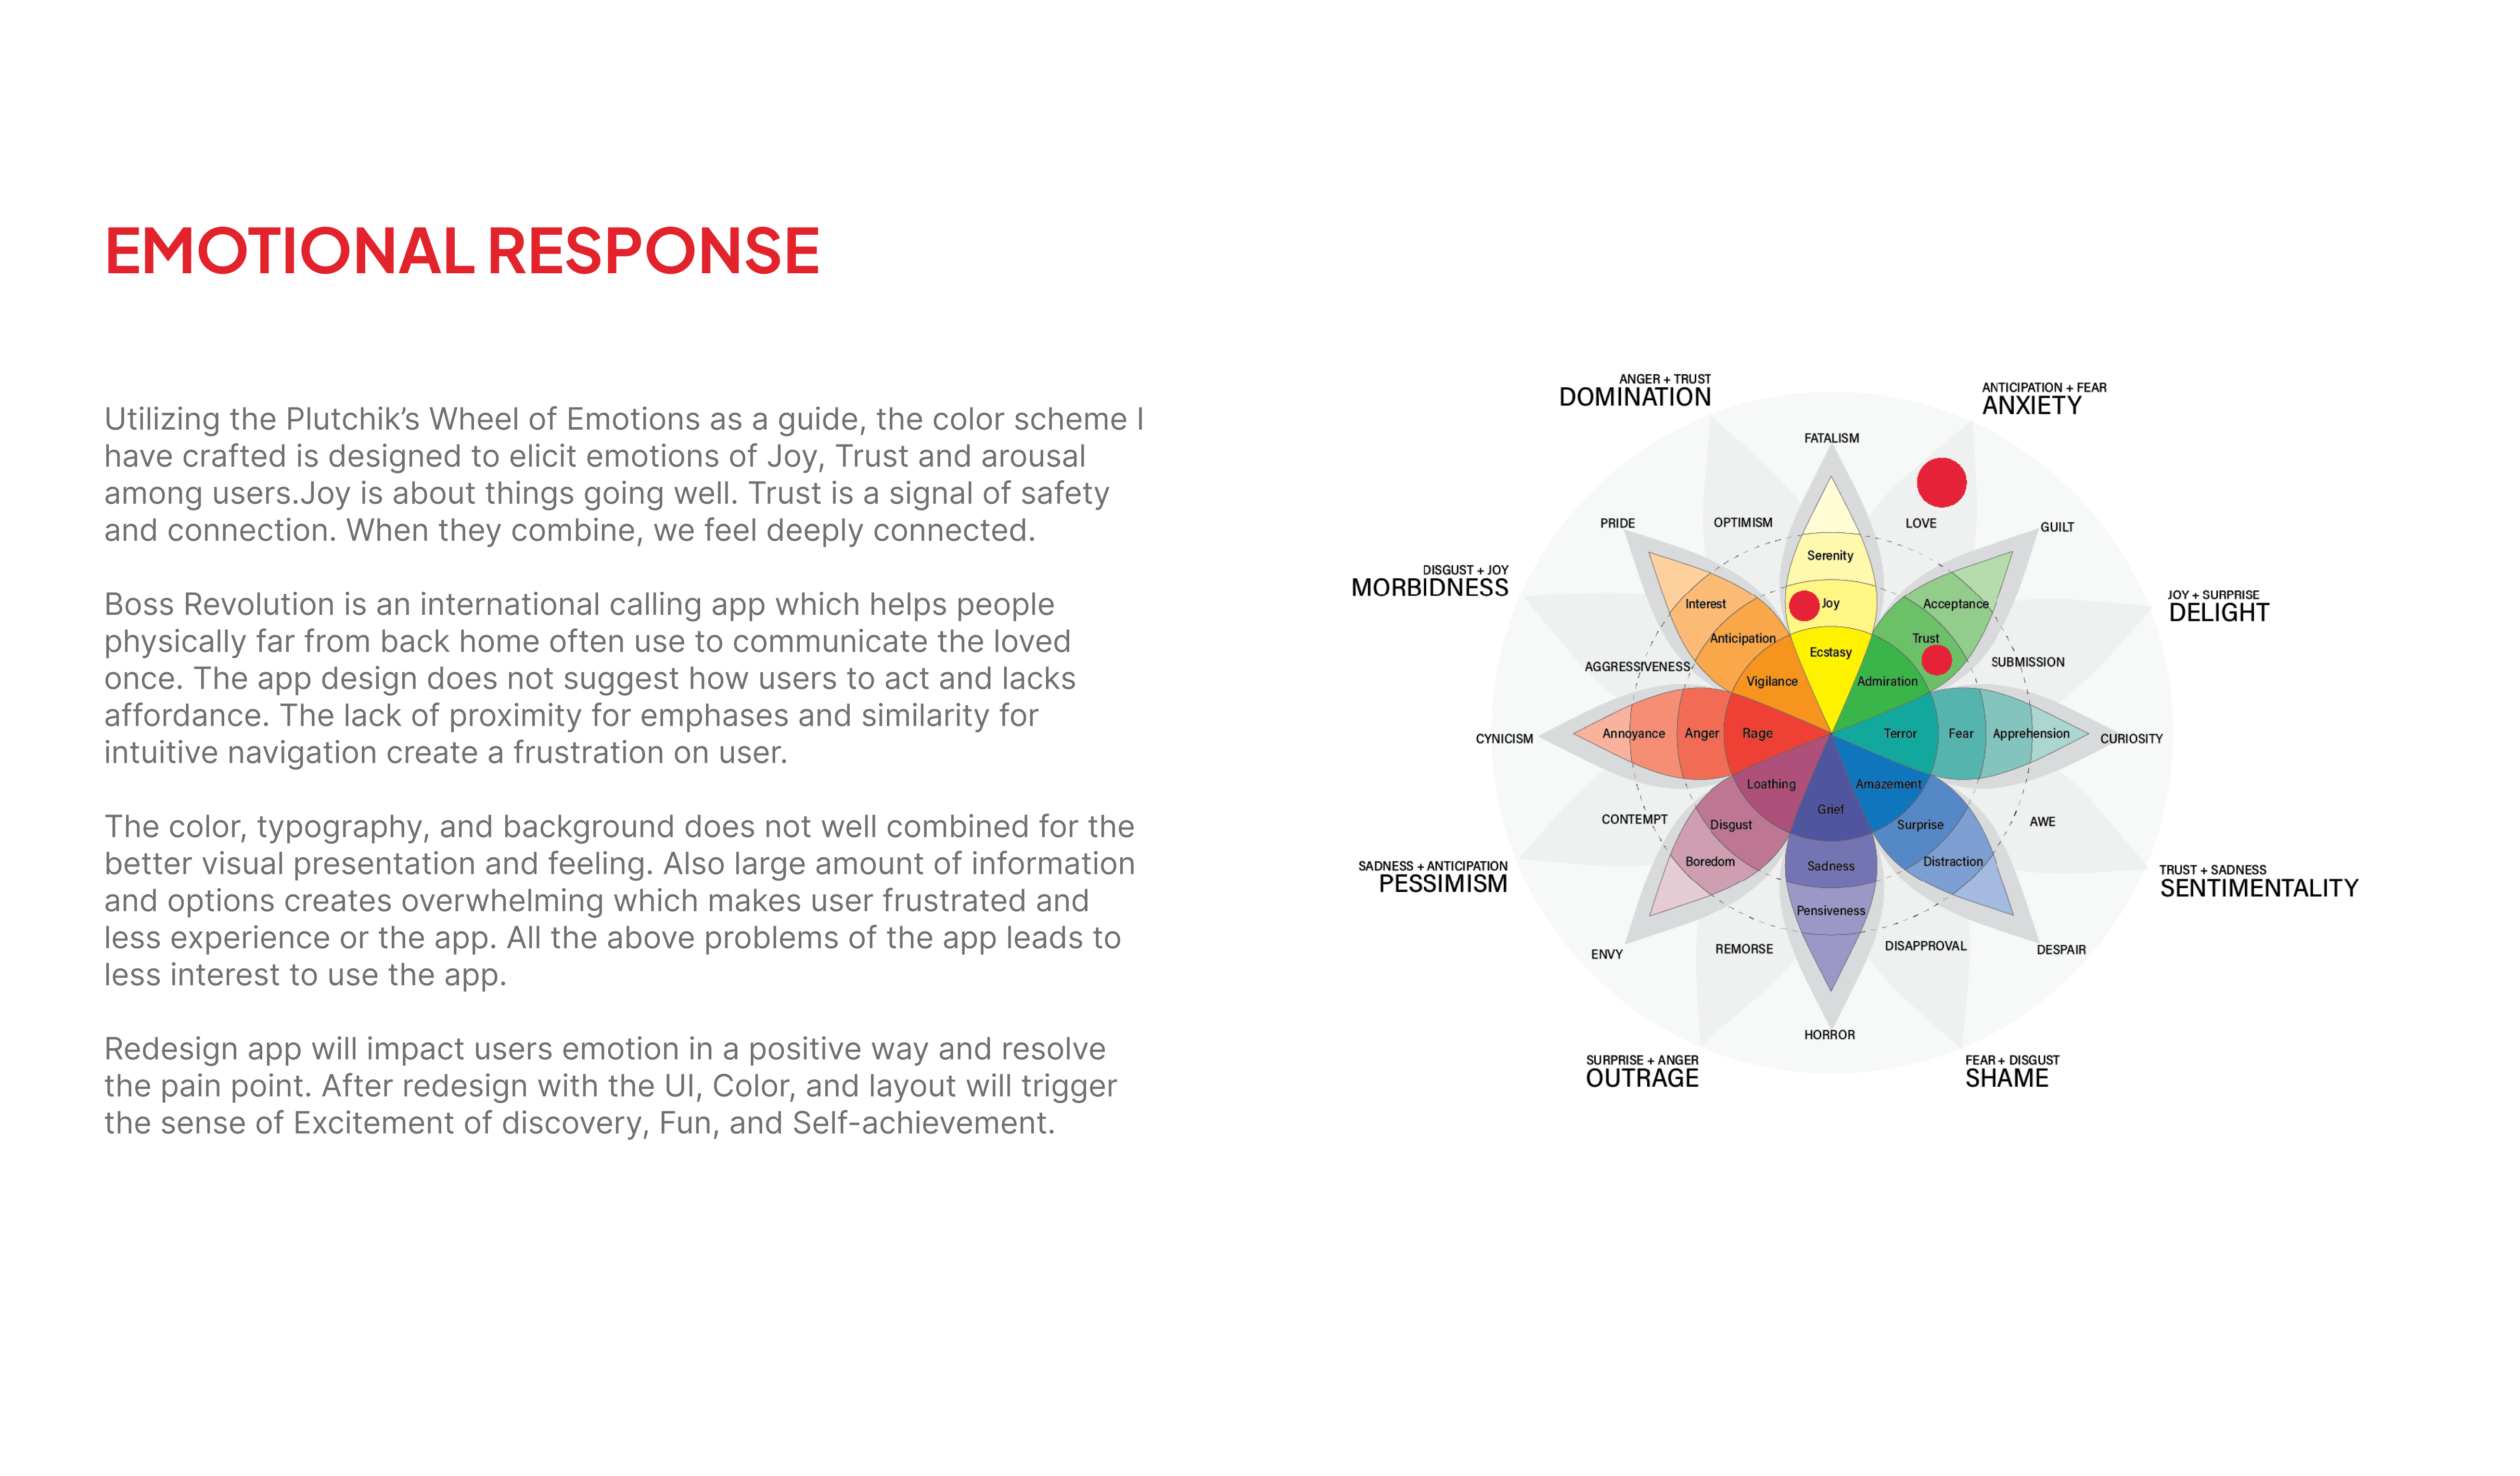 EMOTIONAL RESPONSE
Utilizing the Plutchik’s Wheel of Emotions as a guide, the color scheme I
have crafted is designed to elicit emotions of Joy, Trust and arousal
among users.Joy is about things going well. Trust is a signal of safety
and connection. When they combine, we feel deeply connected.
Boss Revolution is an international calling app which helps people
physically far from back home often use to communicate the loved
once. The app design does not suggest how users to act and lacks
affordance. The lack of proximity for emphases and similarity for
intuitive navigation create a frustration on user.
The color, typography, and background does not well combined for the
better visual presentation and feeling. Also large amount of information
and options creates overwhelming which makes user frustrated and
less experience or the app. All the above problems of the app leads to
less interest to use the app.
Redesign app will impact users emotion in a positive way and resolve
the pain point. After redesign with the UI, Color, and layout will trigger
the sense of Excitement of discovery, Fun, and Self-achievement.
ANGER + TRUST
DOMINATION
ANTICIPATION + FEAR
ANXIETY
FATALISM
PRIDE
OPTIMISM
LOVE
GUILT
DISGUST + JOY
MORBIDNESS
JOY + SURPRISE
DELIGHT
Serenity
Interest
Joy
Acceptance
Anticipation
Trust
Ecstasy
AGGRESSIVENESS
SUBMISSION
Vigilance
Admiration
CYNICISM
Annoyance
Anger
Rage
Terror
Fear
Apprehension
CURIOSITY
Loathing
Amazement
Grief
CONTEMPT
Disgust
Surprise
AWE
Boredom
Sadness
Distraction
SADNESS + ANTICIPATION
PESSIMISM
TRUST + SADNESS
SENTIMENTALITY
Pensiveness
ENVY
REMORSE
DISAPPROVAL
DESPAIR
HORROR
SURPRISE + ANGER
OUTRAGE
FEAR + DISGUST
SHAME